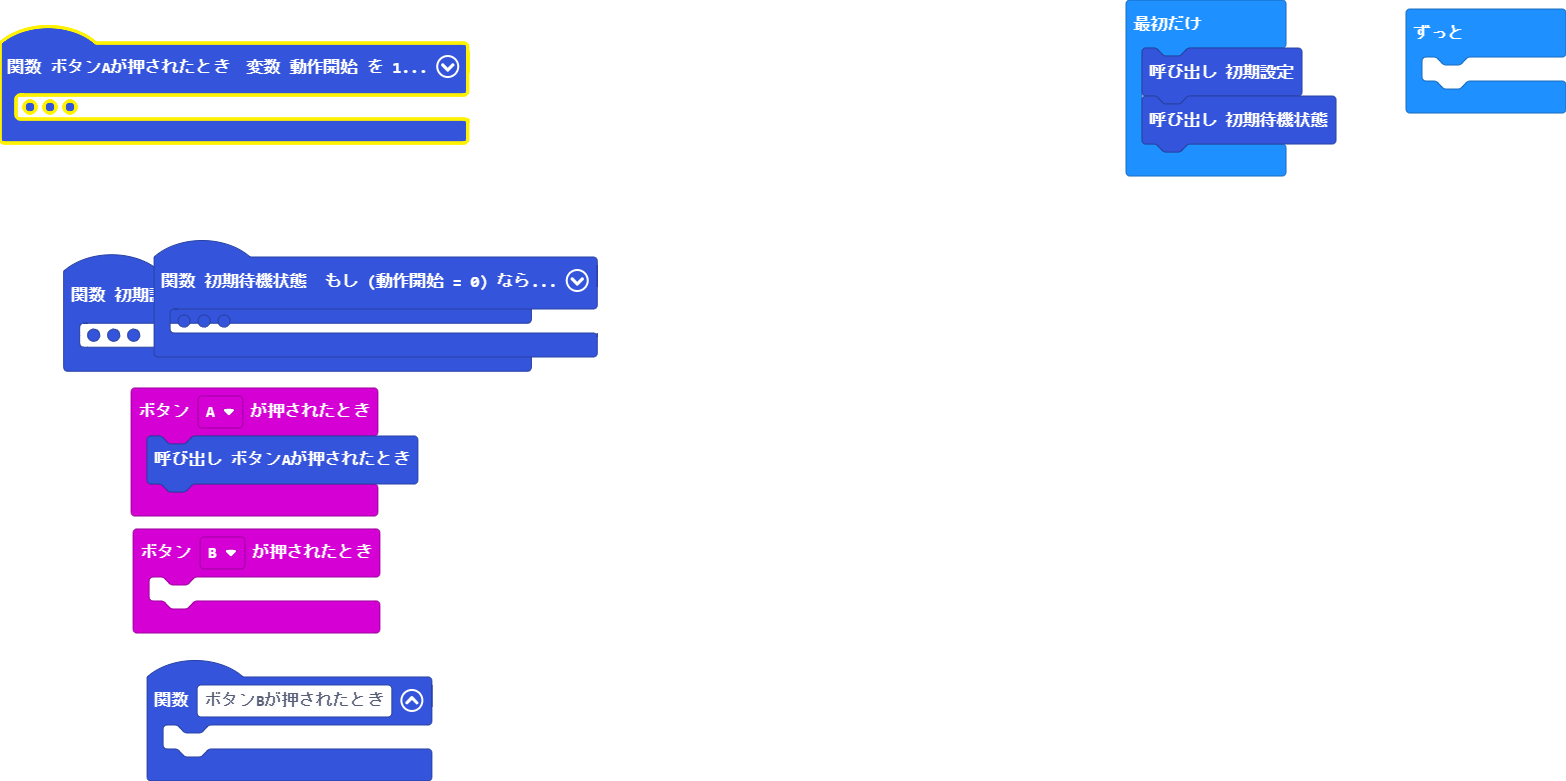 最初だけ
ずっと
関数 ボタンAが押されたとき 変数 動作開始 を 1...
呼び出し 初期設定
呼び出し 初期待機状態
関数 初期
関数 初期待機状態 もし (動作開始 = 0) なら...
ボタン A が押されたとき
呼び出し ボタンAが押されたとき
ボタン B が押されたとき
関数 ボタンBが押されたとき